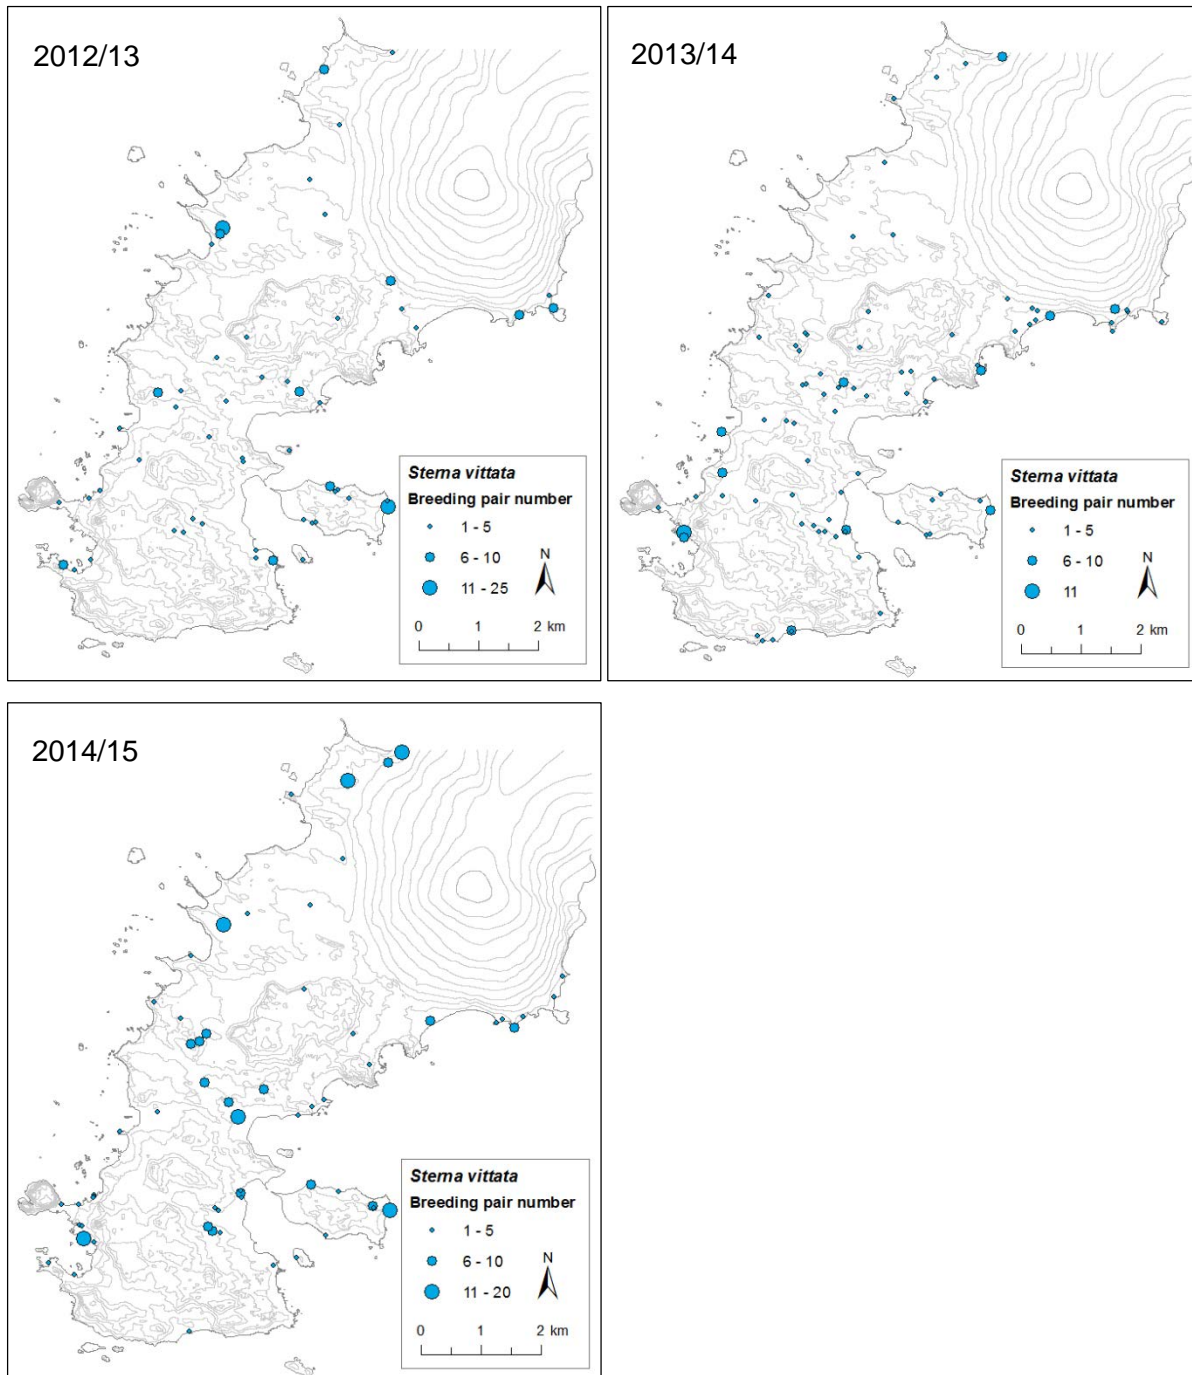 2012/13
Sterna vittata
Breeding pair number
1 - 5
6 - 10
11 - 25
N
0 1 2 km
2013/14
Sterna vittata
Breeding pair number
1 - 5
6 - 10
11
N
0 1 2 km
2014/15
Sterna vittata
Breeding pair number
1 - 5
6 - 10
11 - 20
N
0 1 2 km